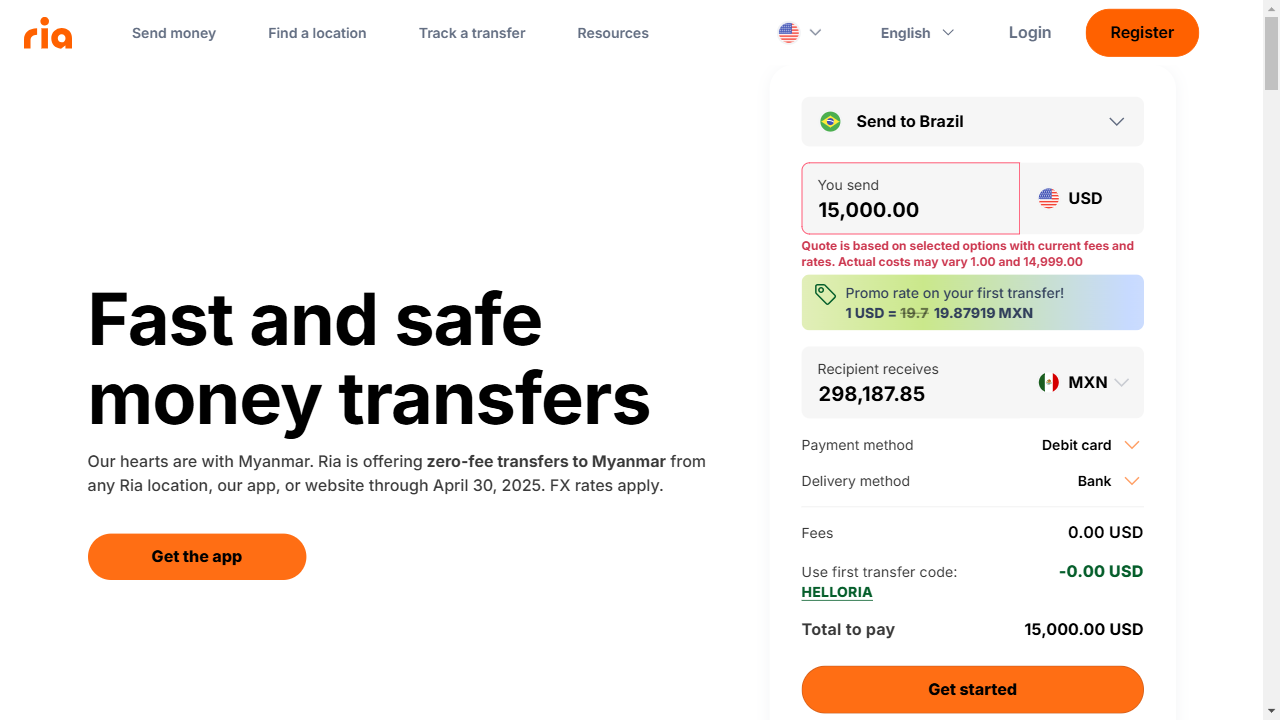 ria
Send money
Find a location
Track a transfer
Resources
English
Login
Register
Send to Brazil
You send
15,000.00
USD
Quote is based on selected options with current fees and
rates. Actual costs may vary 1.00 and 14,999.00
Promo rate on your first transfer!
1 USD = 19.7 19.87919 MXN
Recipient receives
298,187.85
MXN
Payment method
Debit card
Delivery method
Bank
Fees
0.00 USD
Use first transfer code:
HELLORIA
-0.00 USD
Total to pay
15,000.00 USD
Get started
Fast and safe
money transfers
Our hearts are with Myanmar. Ria is offering zero-fee transfers to Myanmar from
any Ria location, our app, or website through April 30, 2025. FX rates apply.
Get the app